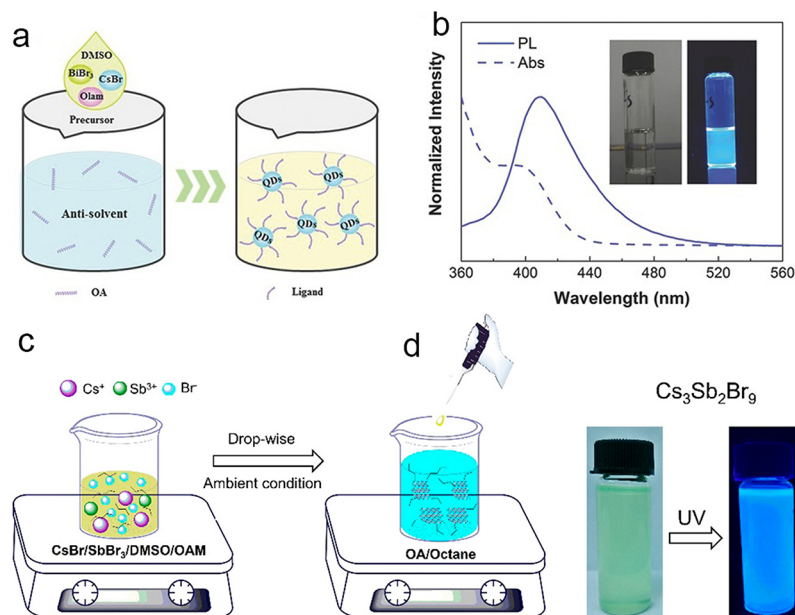 a
DMSO
BiBr₃
CsBr
Olam
Precursor
Anti-solvent
QDs
QDs
QDs
QDs
QDs
OA
Ligand
b
Normalized Intensity
PL
Abs
360
400
440
480
520
560
Wavelength (nm)
c
Cs⁺
Sb³⁺
Br⁻
CsBr/SbBr₃/DMSO/OAM
Drop-wise
Ambient condition
d
OA/Octane
Cs₃Sb₂Br₉
UV